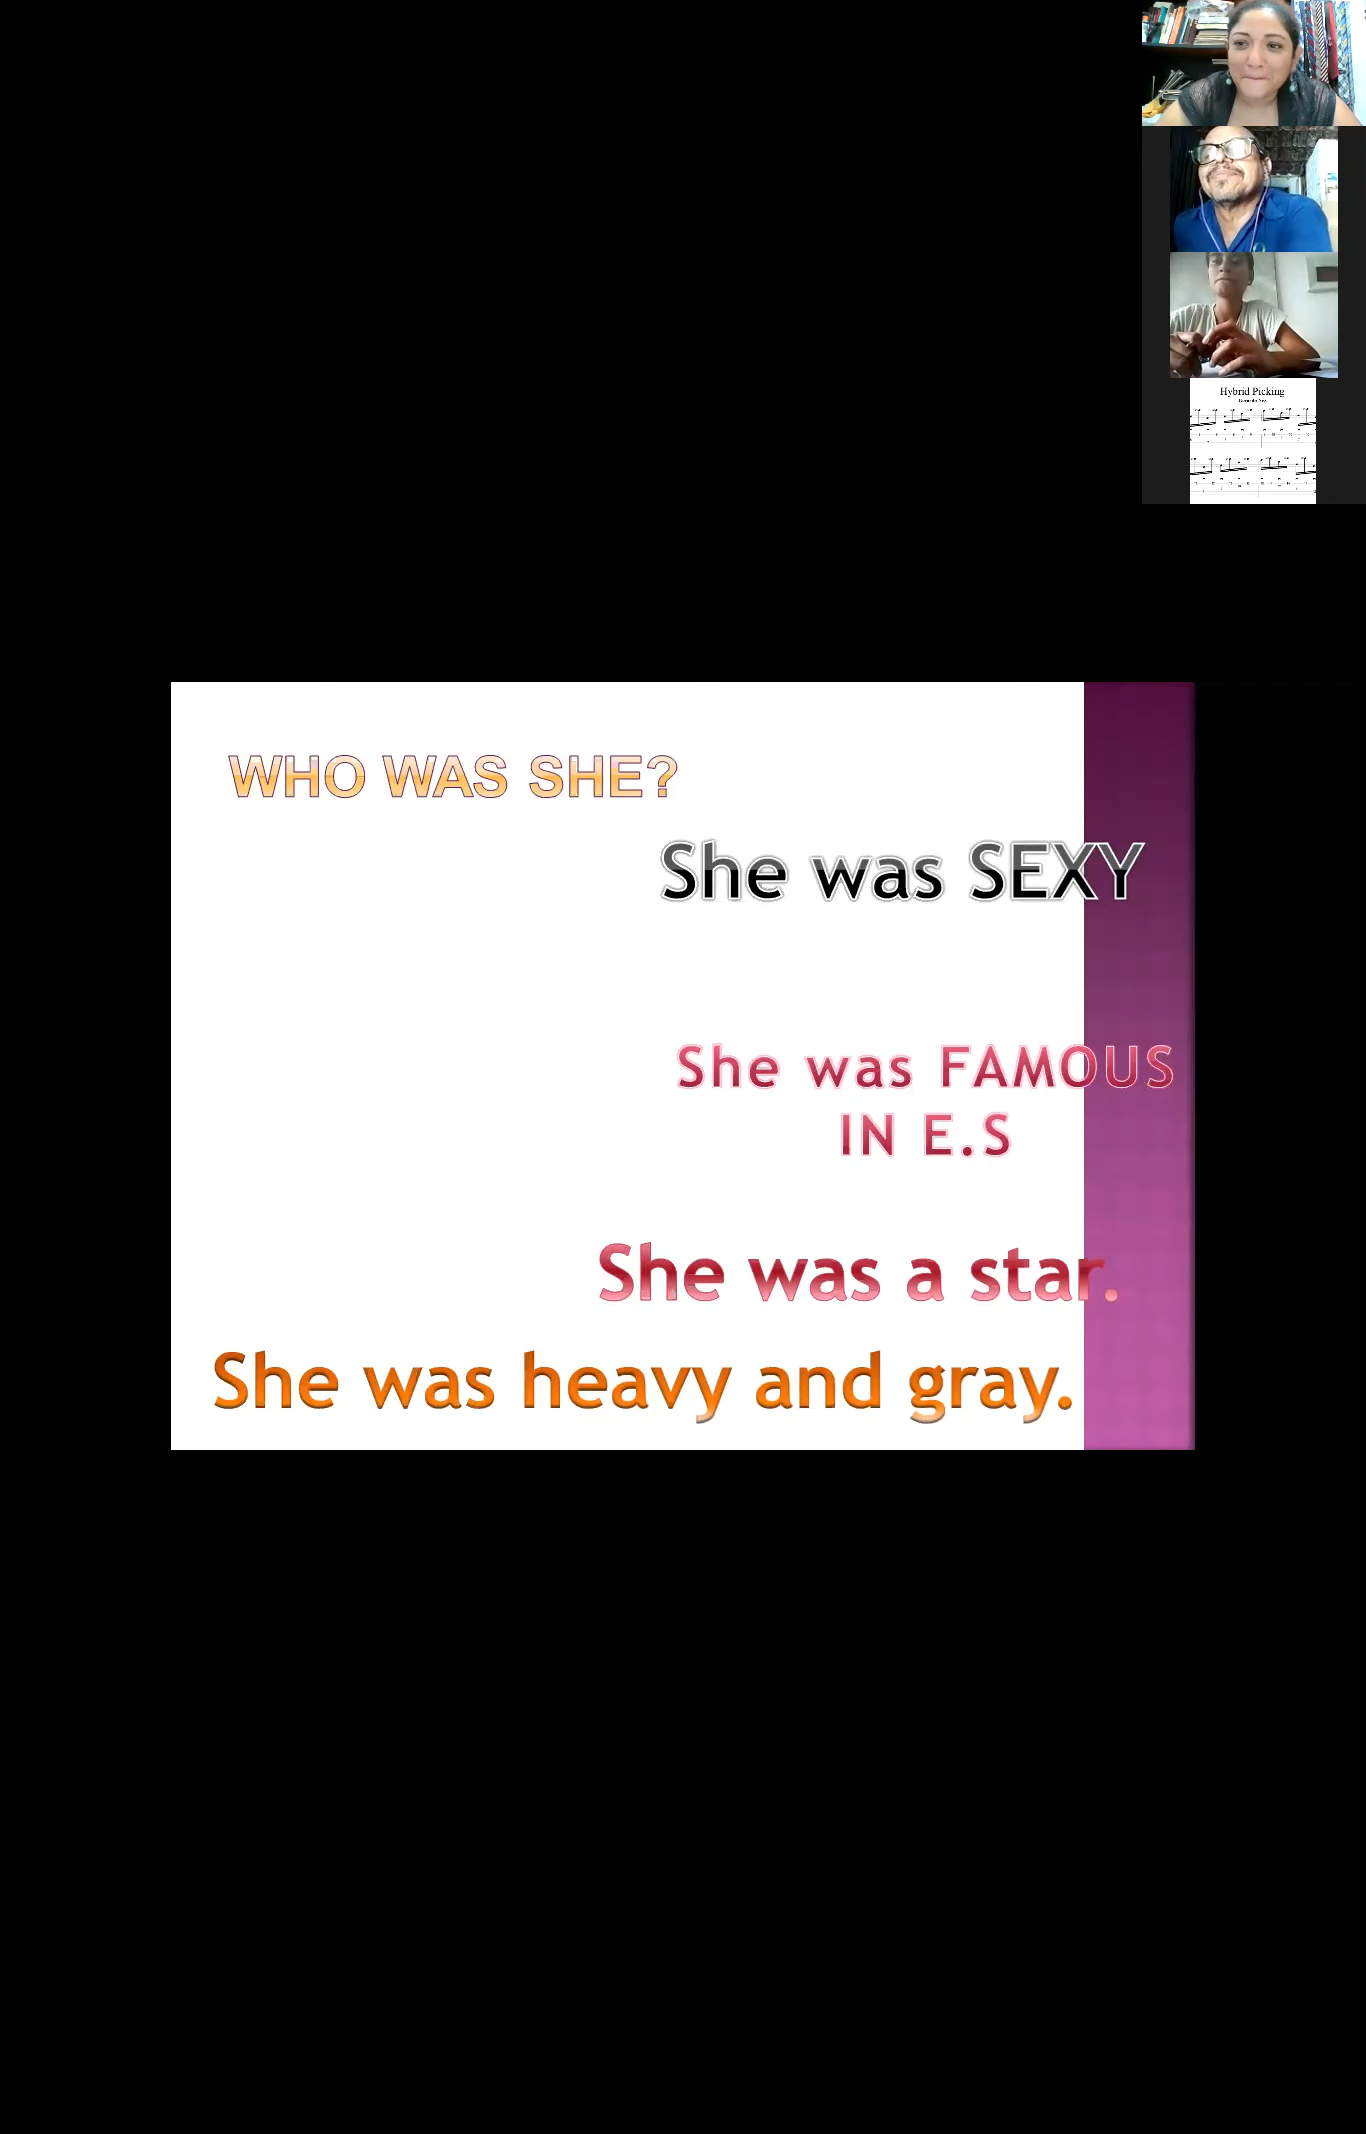 Hybrid Picking
WHO WAS SHE?
She was SEXY
She was FAMOUS
IN E.S
She was a star.
She was heavy and gray.